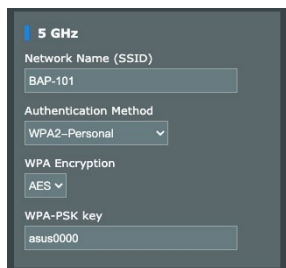 5 GHz
Network Name (SSID)
BAP-101
Authentication Method
WPA2-Personal
WPA Encryption
AES
WPA-PSK key
asus0000